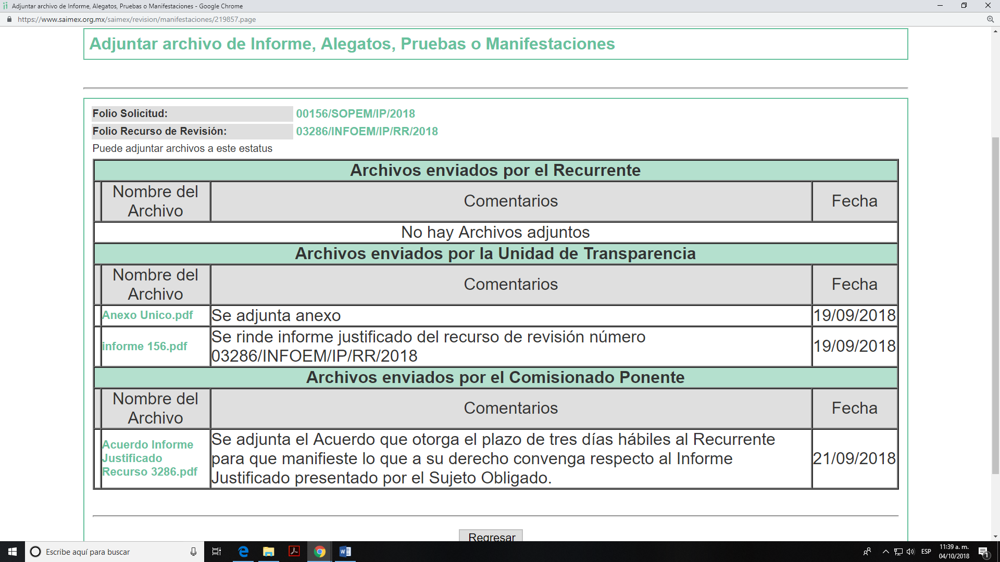 Adjuntar archivo de Informe, Alegatos, Pruebas o Manifestaciones - Google Chrome
https://www.saimex.org.mx/saimex/revision/manifestaciones/219857.page
Adjuntar archivo de Informe, Alegatos, Pruebas o Manifestaciones
Folio Solicitud: 00156/SOPEM/IP/2018
Folio Recurso de Revisión: 03286/INFOEM/IP/RR/2018
Puede adjuntar archivos a este estatus
Archivos enviados por el Recurrente
Nombre del
Archivo
Comentarios
Fecha
No hay Archivos adjuntos
Archivos enviados por la Unidad de Transparencia
Nombre del
Archivo
Comentarios
Fecha
Anexo Unico.pdf
Se adjunta anexo
19/09/2018
informe 156.pdf
Se rinde informe justificado del recurso de revisión número
03286/INFOEM/IP/RR/2018
19/09/2018
Archivos enviados por el Comisionado Ponente
Nombre del
Archivo
Comentarios
Fecha
Acuerdo Informe
Justificado
Recurso 3286.pdf
Se adjunta el Acuerdo que otorga el plazo de tres días hábiles al Recurrente
para que manifieste lo que a su derecho convenga respecto al Informe
Justificado presentado por el Sujeto Obligado.
21/09/2018
Regresar
Escribe aquí para buscar
ESP
11:39 a. m.
04/10/2018
1